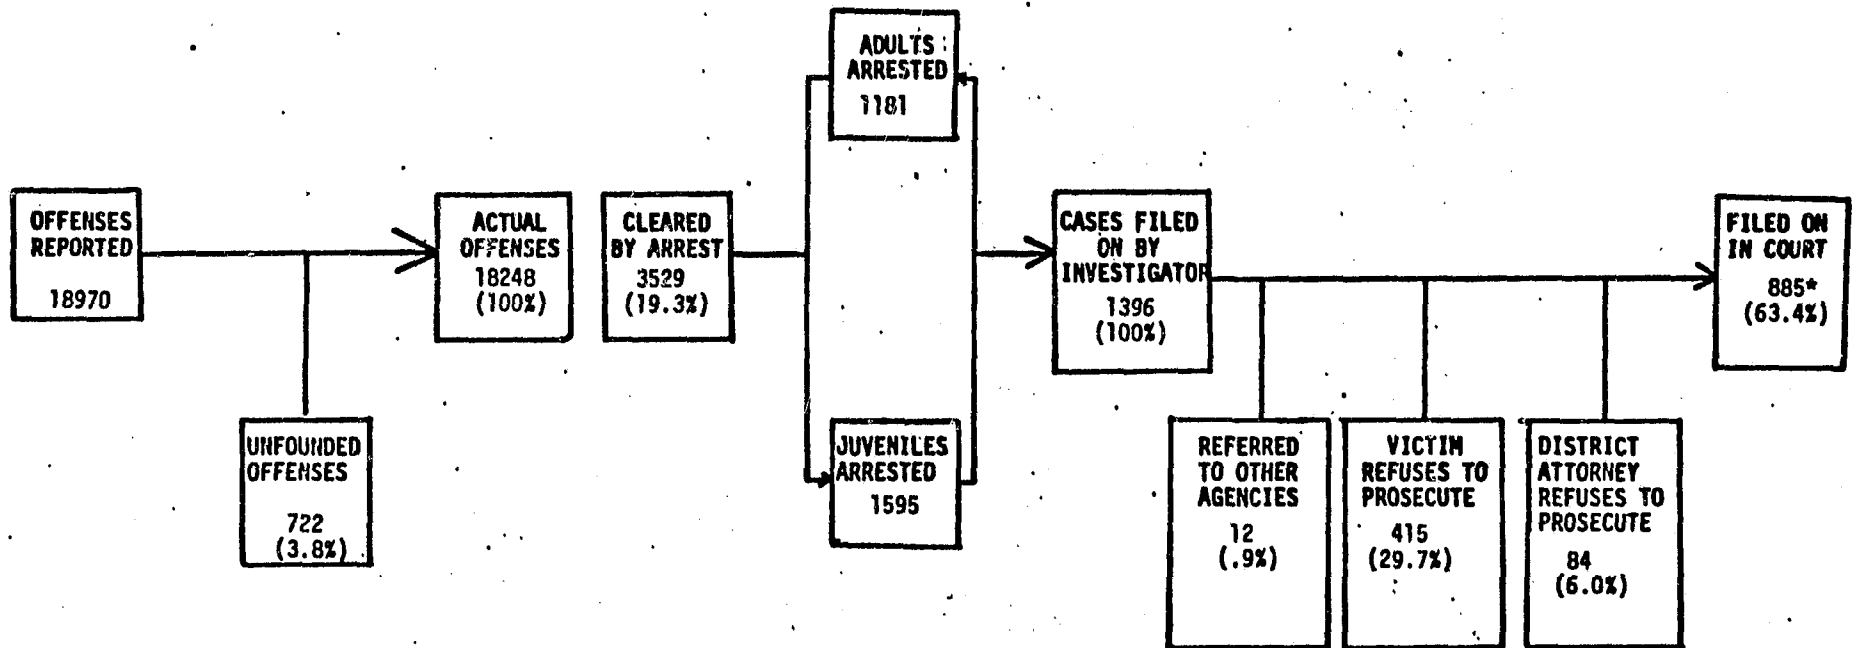 OFFENSES
REPORTED
18970
UNFOUNDED
OFFENSES
722
(3.8%)
ACTUAL
OFFENSES
18248
(100%)
CLEARED
BY ARREST
3529
(19.3%)
ADULTS
ARRESTED
1181
JUVENILES
ARRESTED
1595
CASES FILED
ON BY
INVESTIGATOR
1396
(100%)
REFERRED
TO OTHER
AGENCIES
12
(.9%)
VICTIM
REFUSES TO
PROSECUTE
415
(29.7%)
DISTRICT
ATTORNEY
REFUSES TO
PROSECUTE
84
(6.0%)
FILED ON
IN COURT
885*
(63.4%)